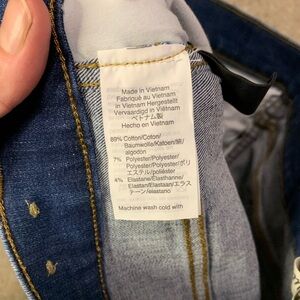 Made in Vietnam
Fabriqué au Vietnam
in Vietnam Hergestellt
Vervaardigd in Vietnam
ベトナム製
Hecho en Vietnam
89% Cotton/Coton/
Baumwolle/Katoen/綿/
algodón
7% Polyester/Polyester/
Polyester/Polyester/ポリ
エステル/poliéster
4% Elastane/Elasthanne/
Elastan/Elastaan/エラス
テーン/elastano
Machine wash cold with